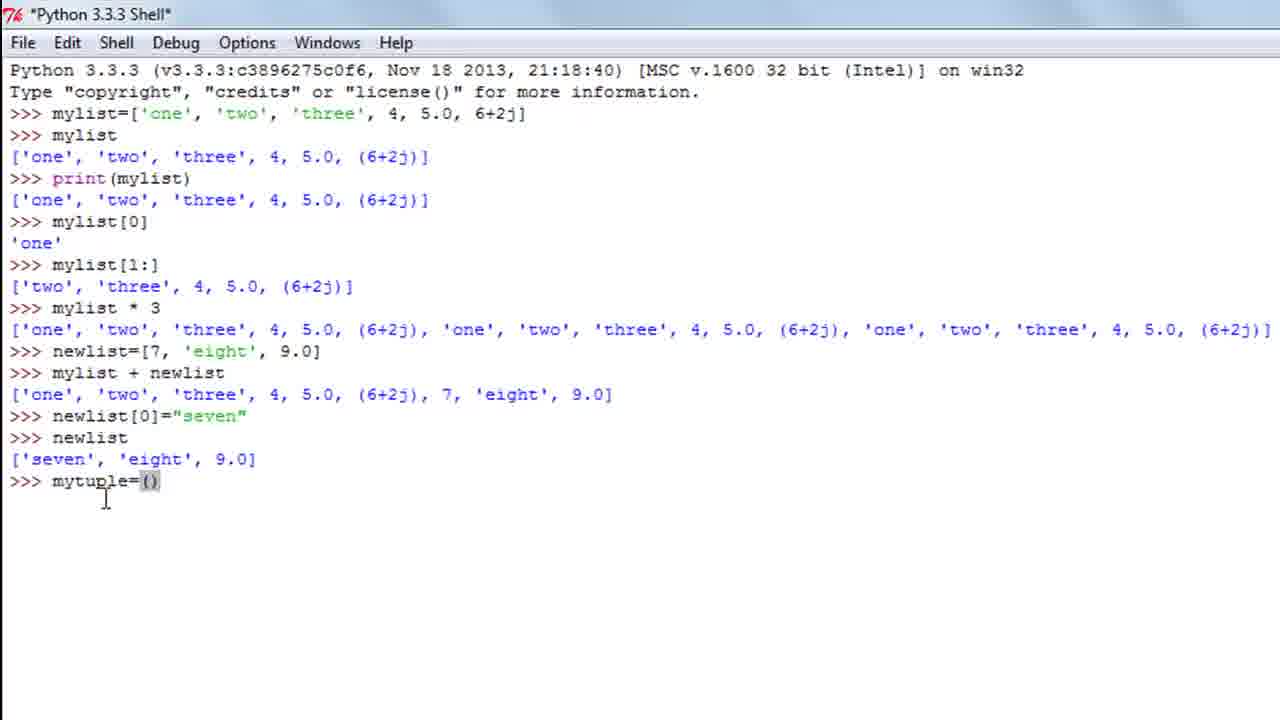 *Python 3.3.3 Shell*
File Edit Shell Debug Options Windows Help
Python 3.3.3 (v3.3.3:c3896275c0f6, Nov 18 2013, 21:18:40) [MSC v.1600 32 bit (Intel)] on win32
Type "copyright", "credits" or "license()" for more information.
>>> mylist=['one', 'two', 'three', 4, 5.0, 6+2j]
>>> mylist
['one', 'two', 'three', 4, 5.0, (6+2j)]
>>> print(mylist)
['one', 'two', 'three', 4, 5.0, (6+2j)]
>>> mylist[0]
'one'
>>> mylist[1:]
['two', 'three', 4, 5.0, (6+2j)]
>>> mylist * 3
['one', 'two', 'three', 4, 5.0, (6+2j), 'one', 'two', 'three', 4, 5.0, (6+2j), 'one', 'two', 'three', 4, 5.0, (6+2j)]
>>> newlist=[7, 'eight', 9.0]
>>> mylist + newlist
['one', 'two', 'three', 4, 5.0, (6+2j), 7, 'eight', 9.0]
>>> newlist[0]="seven"
>>> newlist
['seven', 'eight', 9.0]
>>> mytuple=()